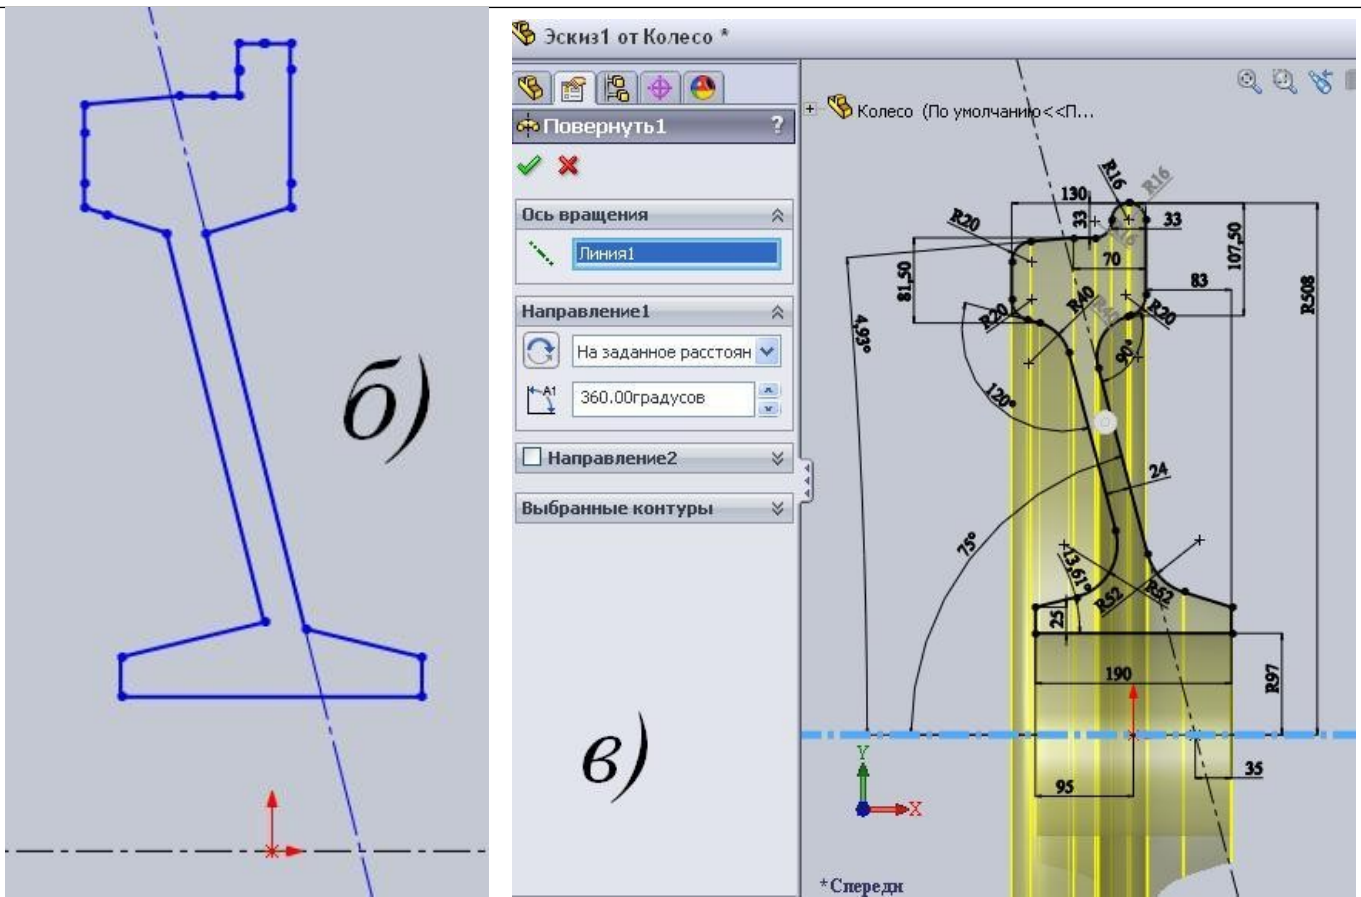 б)
Эскиз1 от Колесо *
Повернуть1 ?
Ось вращения
Линия1
Направление1
На заданное расстоян
A1
360.00градусов
Направление2
Выбранные контуры
в)
Колесо (По умолчанию<<П...
R16
R16
130
33
33
R20
107,50
70
81,50
83
R508
R40
R40
R20
R20
4,93°
90°
120°
24
75°
13,61°
R52
R52
25
190
R97
Y
X
95
35
*Спереди